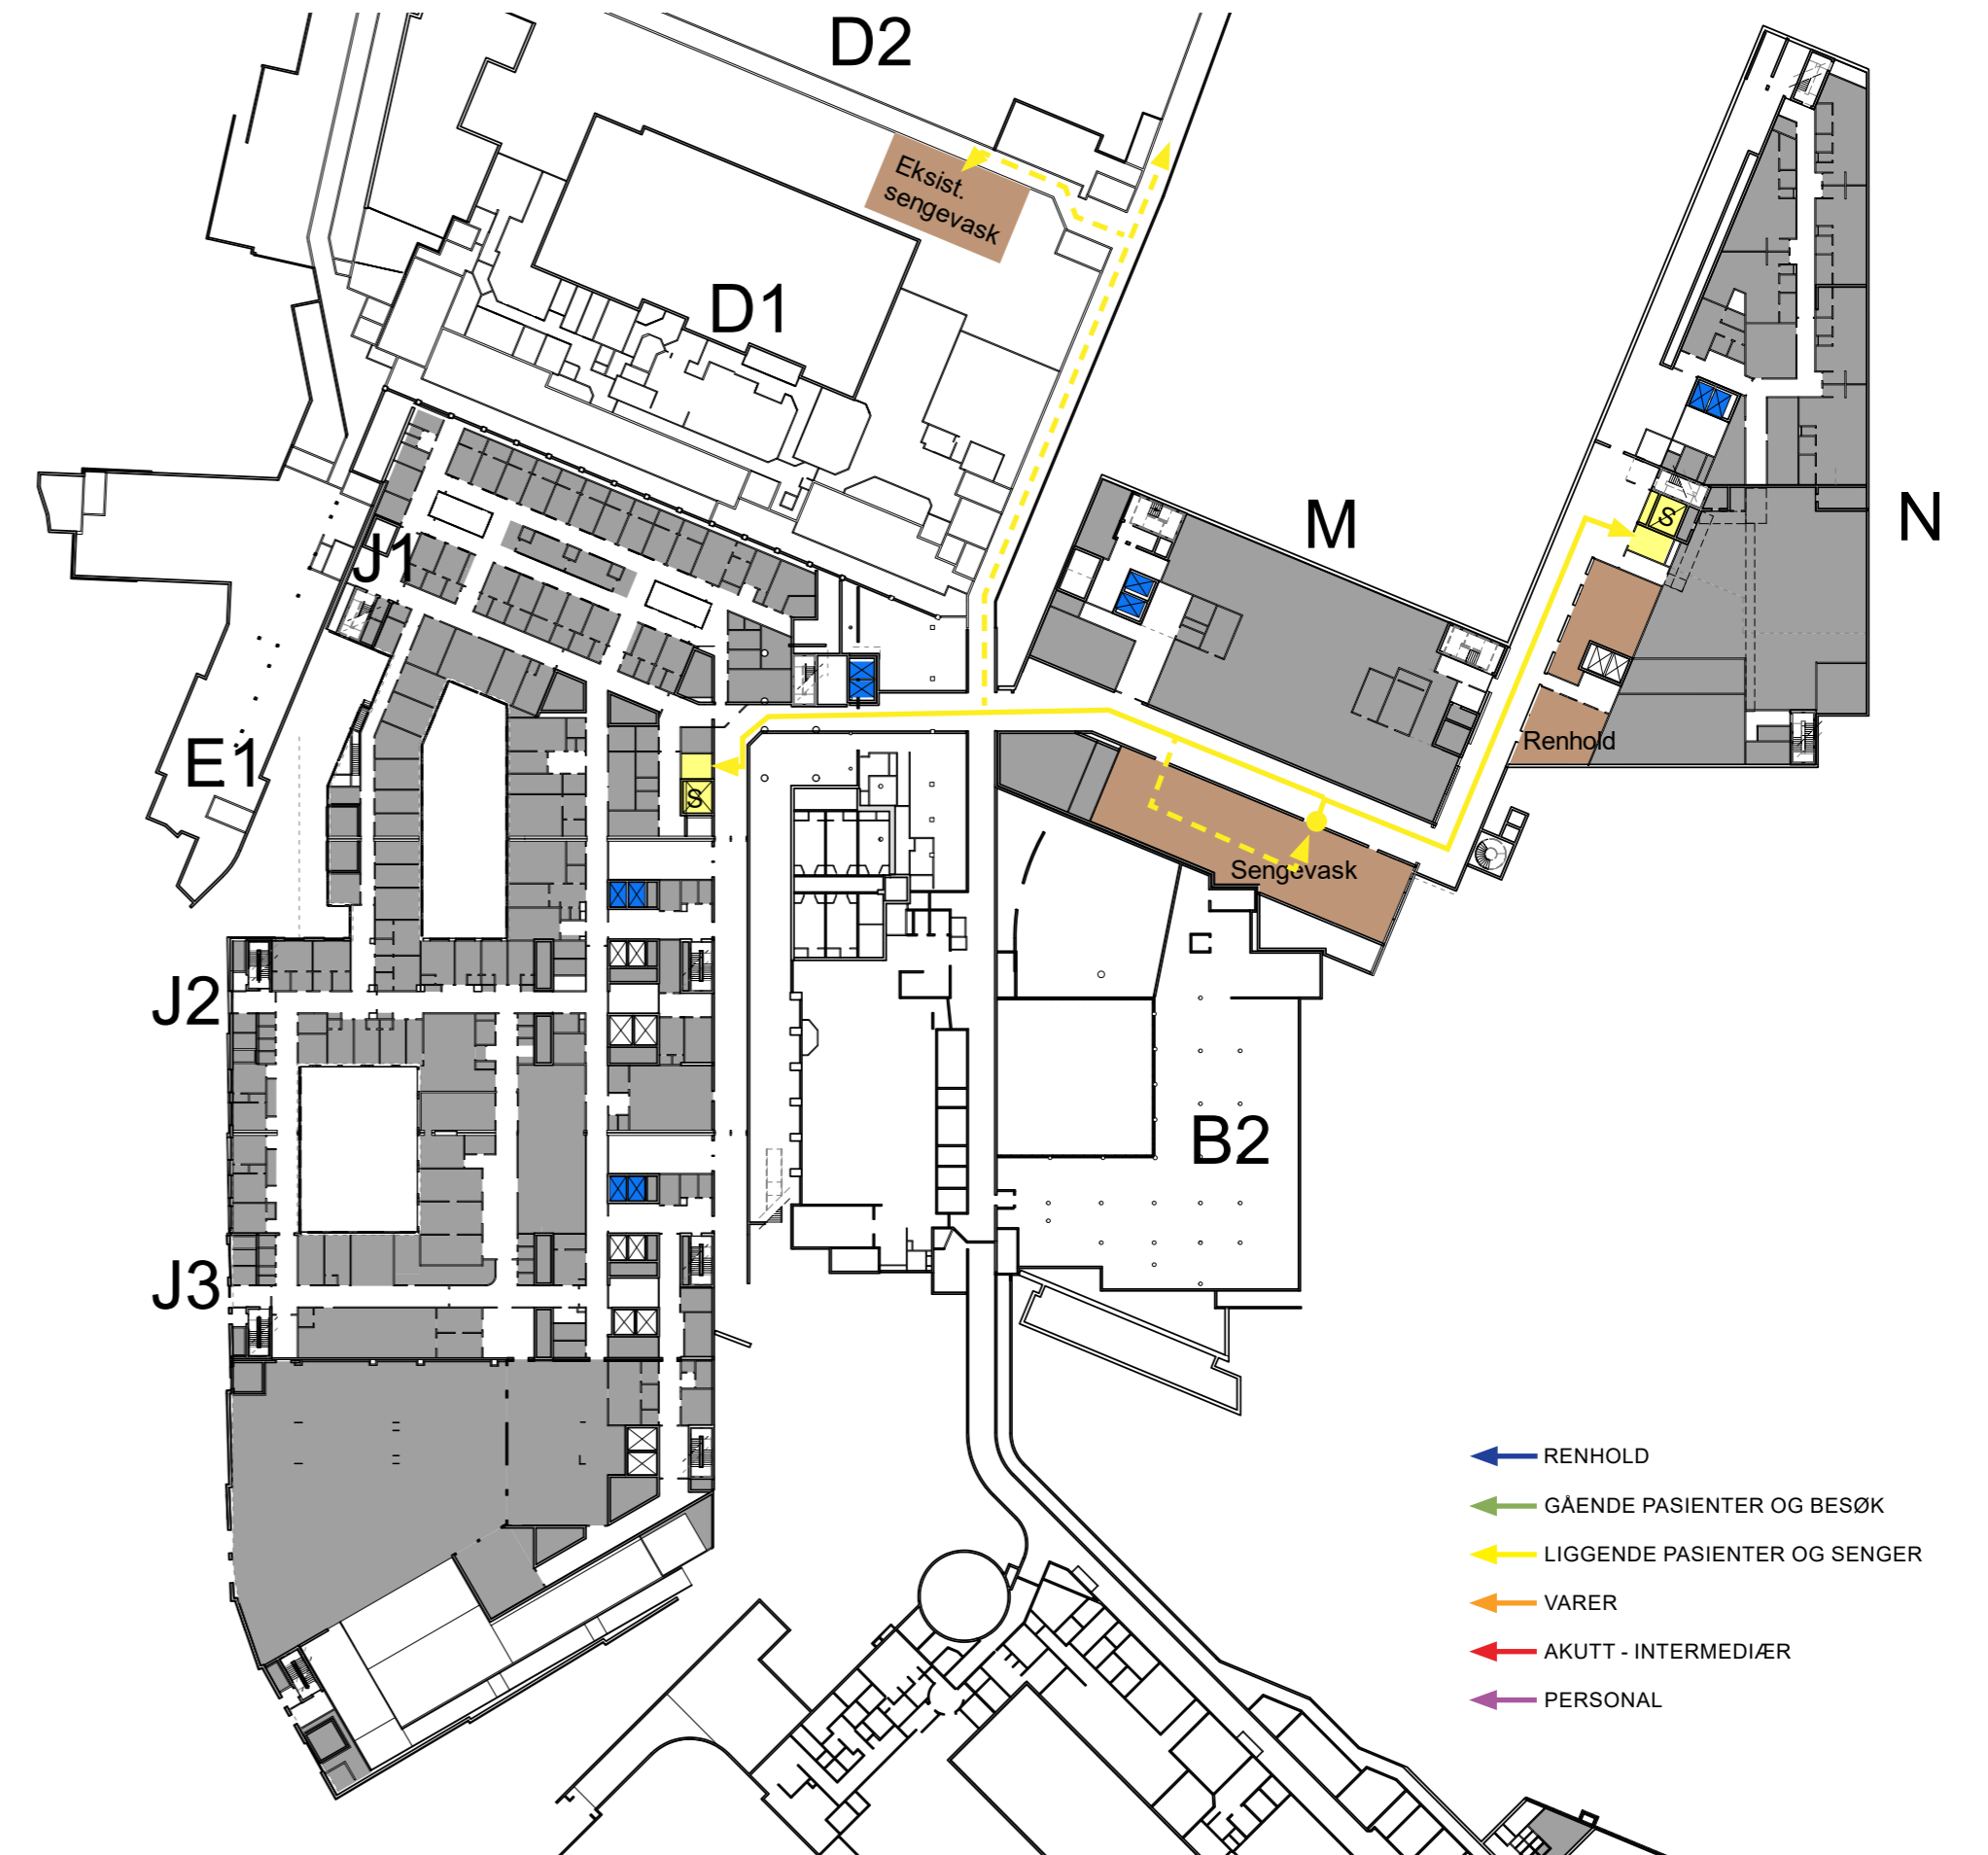 D2
Eksist.
sengevask
D1
M
N
S
J1
Renhold
E1
S
Sengevask
J2
B2
J3
RENHOLD
GÅENDE PASIENTER OG BESØK
LIGGENDE PASIENTER OG SENGER
VARER
AKUTT - INTERMEDIÆR
PERSONAL